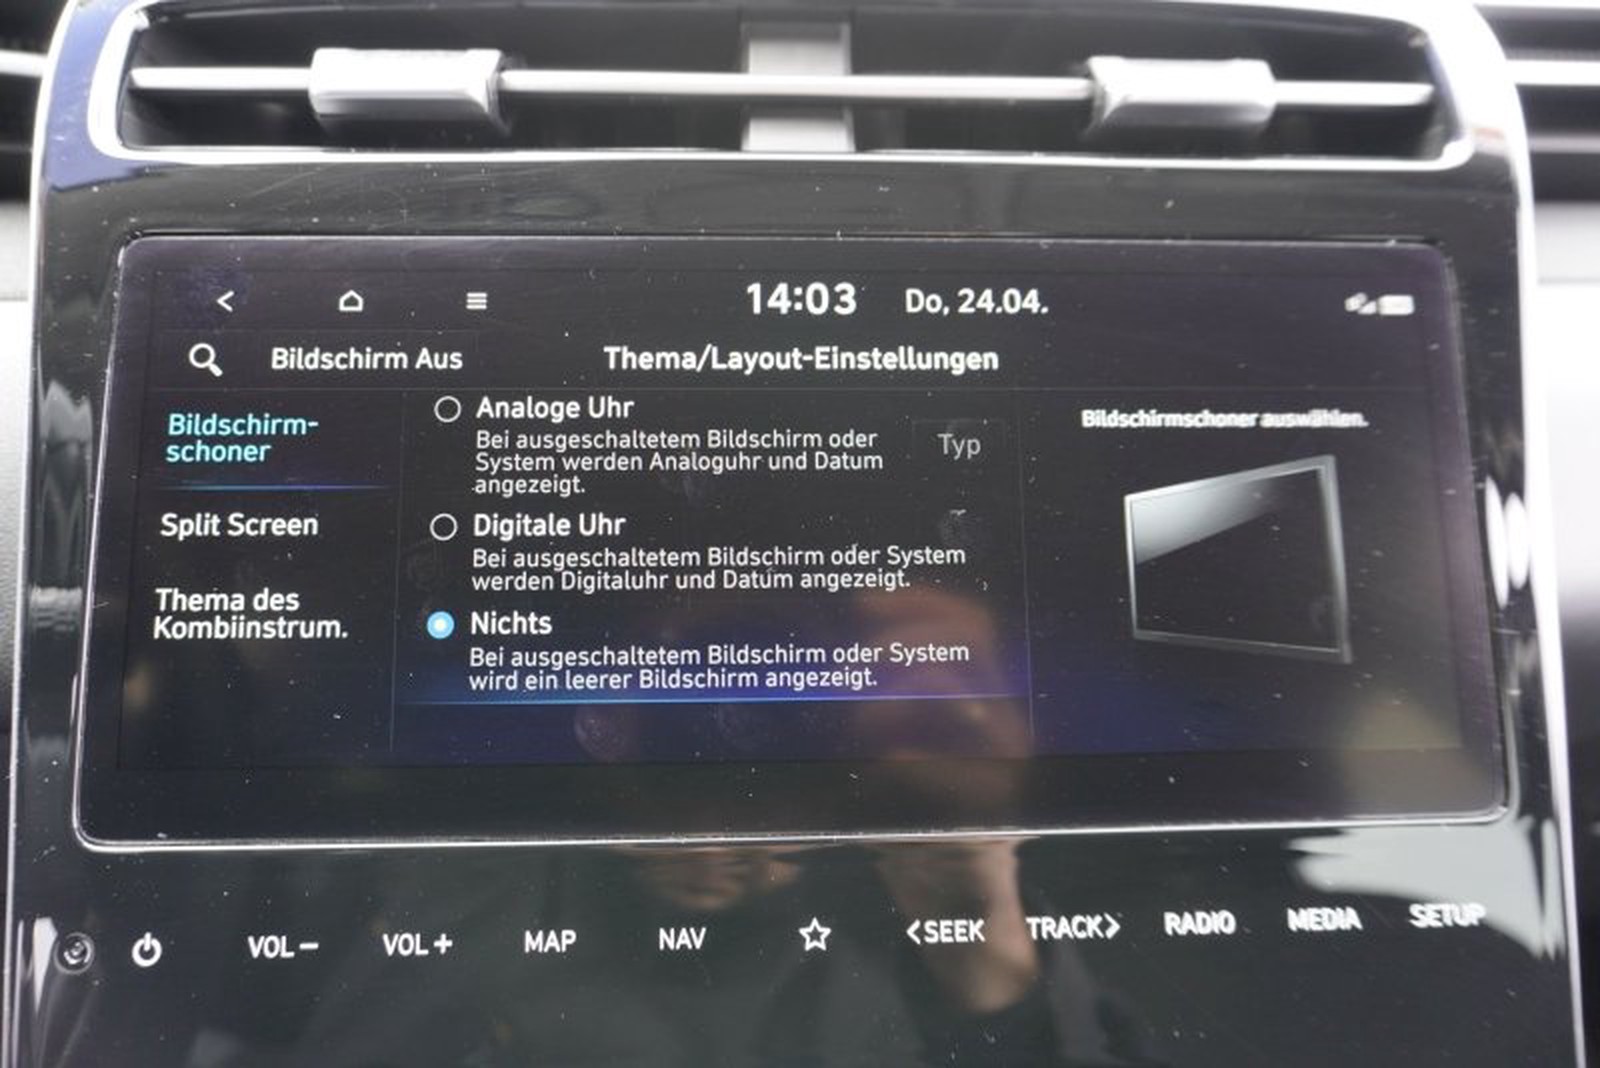 14:03 Do, 24.04.
Bildschirm Aus Thema/Layout-Einstellungen
Bildschirm-
schoner
Split Screen
Thema des
Kombiinstrum.
Analoge Uhr
Bei ausgeschaltetem Bildschirm oder
System werden Analoguhr und Datum
angezeigt.
Typ
Digitale Uhr
Bei ausgeschaltetem Bildschirm oder System
werden Digitaluhr und Datum angezeigt.
Nichts
Bei ausgeschaltetem Bildschirm oder System
wird ein leerer Bildschirm angezeigt.
Bildschirmschoner auswählen.
VOL- VOL+ MAP NAV <SEEK TRACK> RADIO MEDIA SETUP